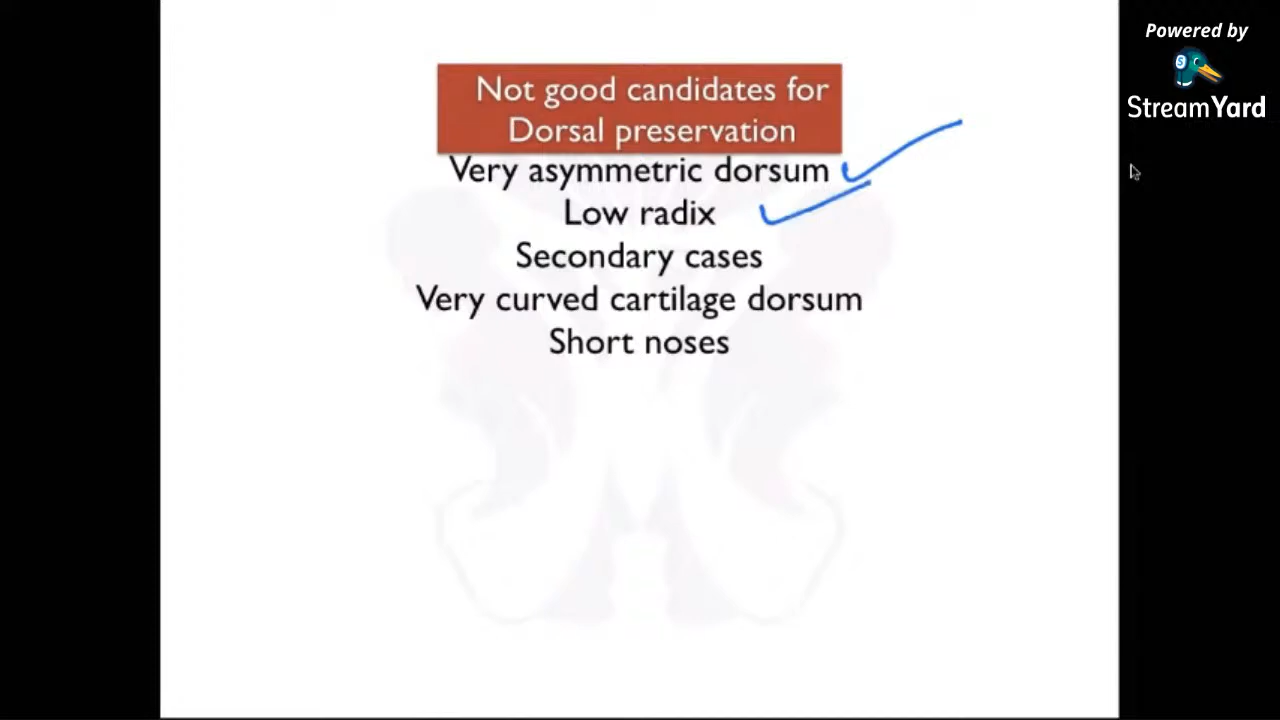 Powered by
StreamYard
Not good candidates for
Dorsal preservation
Very asymmetric dorsum
Low radix
Secondary cases
Very curved cartilage dorsum
Short noses